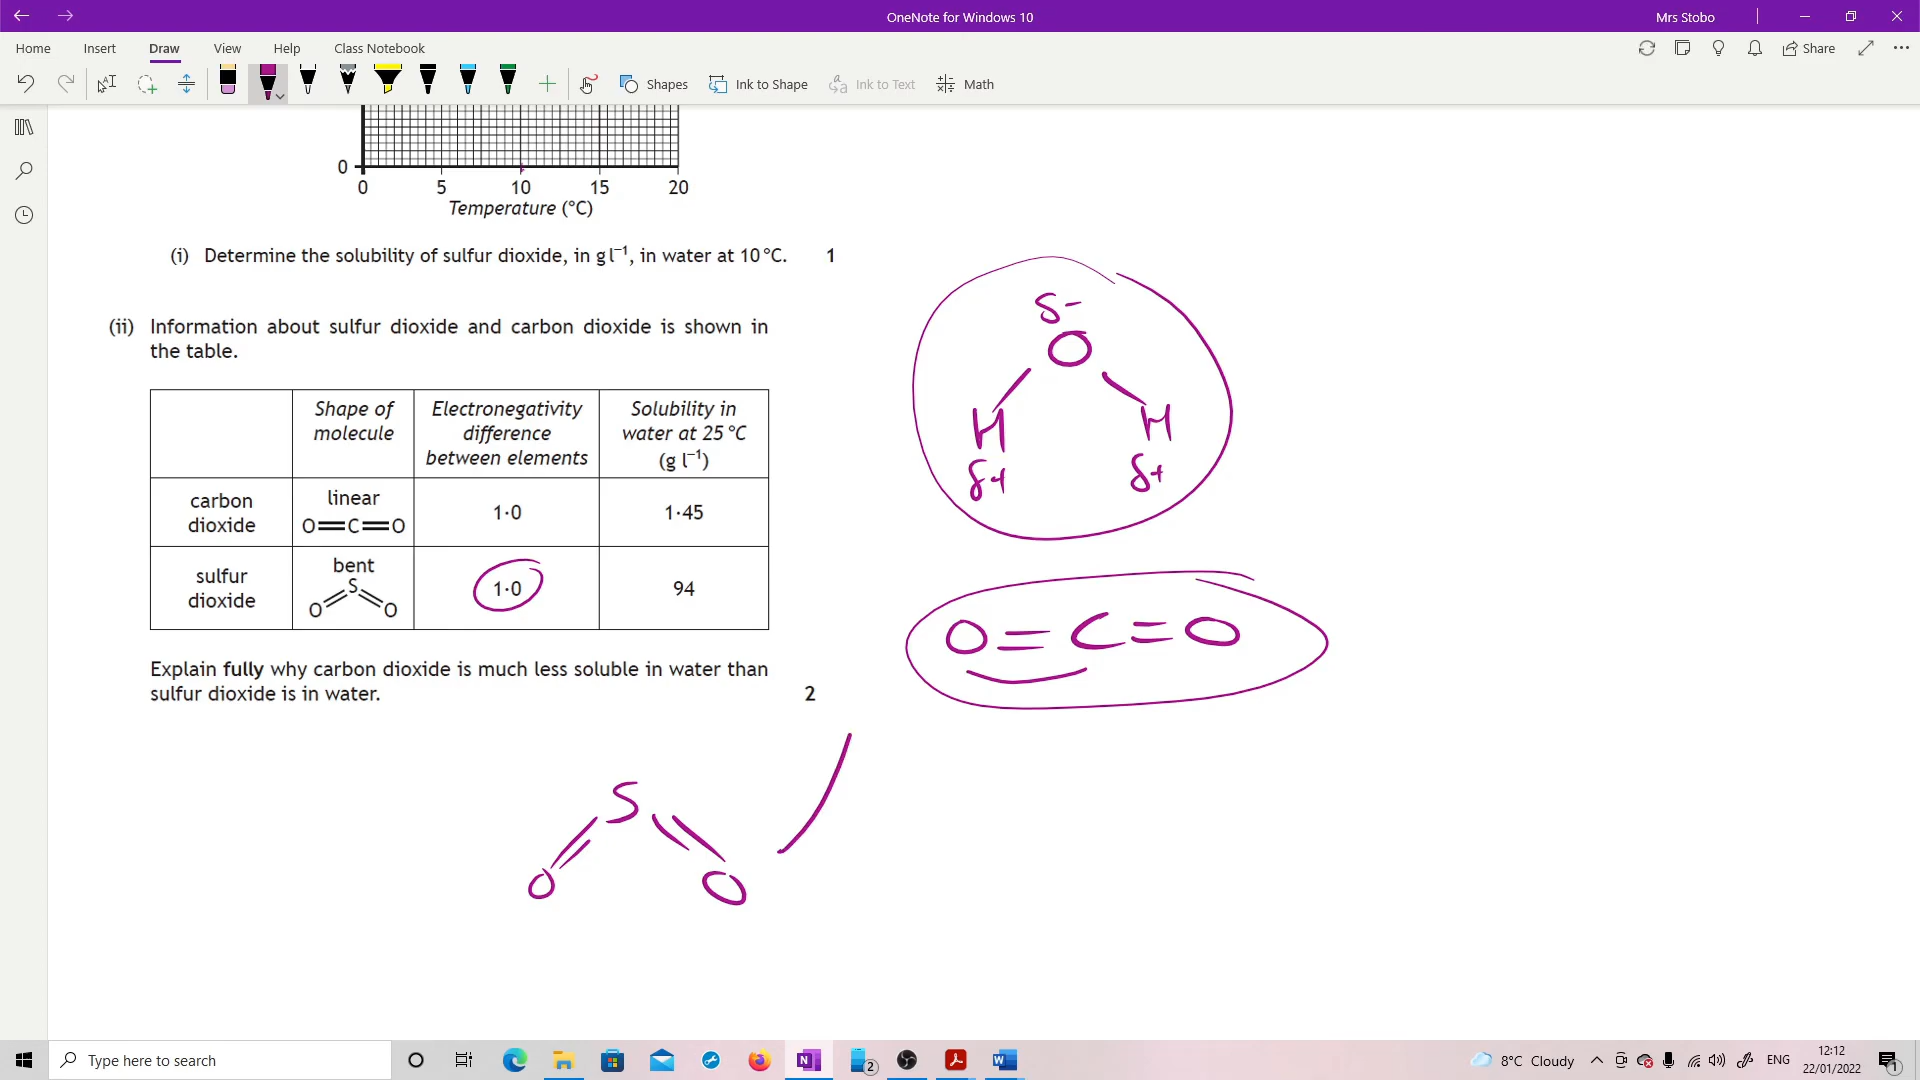 OneNote for Windows 10
Mrs Stobo
Home Insert Draw View Help Class Notebook
Share
Shapes Ink to Shape Ink to Text Math
0
0 5 10 15 20
Temperature (°C)
(i) Determine the solubility of sulfur dioxide, in g l⁻¹, in water at 10 °C. 1
(ii) Information about sulfur dioxide and carbon dioxide is shown in
the table.
Shape of
molecule
Electronegativity
difference
between elements
Solubility in
water at 25 °C
(g l⁻¹)
carbon
dioxide
linear
O=C=O
1·0
1·45
sulfur
dioxide
bent
S
O O
1·0
94
Explain fully why carbon dioxide is much less soluble in water than
sulfur dioxide is in water. 2
δ-
O
H H
δ+ δ+
O=C=O
S
O O
Type here to search
2
8°C Cloudy
ENG
12:12
22/01/2022
1